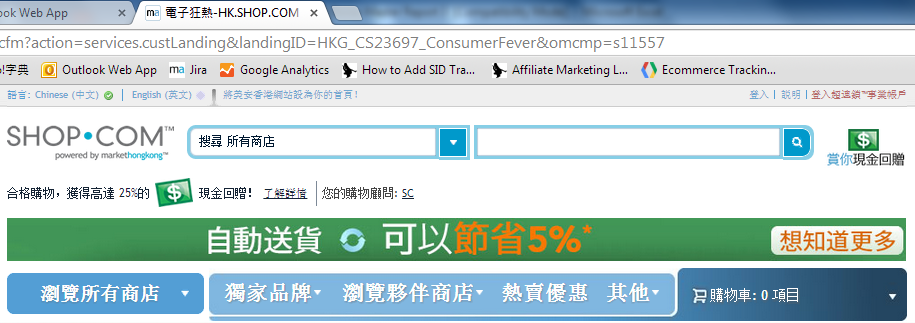 look Web App
ma 電子狂熱-HK.SHOP.COM
cfm?action=services.custLanding&landingID=HKG_CS23697_ConsumerFever&omcmp=s11557
o!字典 Outlook Web App ma Jira Google Analytics How to Add SID Tra... Affiliate Marketing L... Ecommerce Trackin...
語言: Chinese (中文) | English (英文) 將美安香港網站設為你的首頁! 登入 | 說明 | 登入超連鎖™事業帳戶
SHOP•COM™
powered by markethongkong™
搜尋 所有商店
賞你現金回贈
合格購物，獲得高達 25%的 現金回贈! 了解詳情 您的購物顧問: SC
自動送貨 可以節省5%* 想知道更多
瀏覽所有商店 獨家品牌 瀏覽夥伴商店 熱賣優惠 其他 購物車: 0 項目